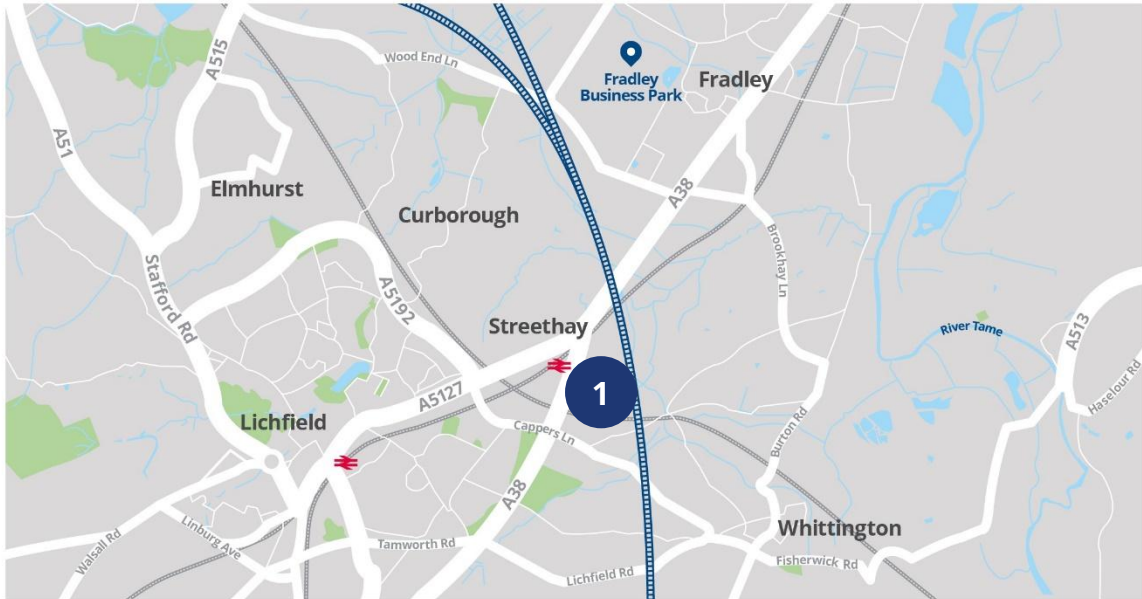 Wood End Ln
Fradley
Business Park
Fradley
A515
A51
Elmhurst
Curborough
A38
Brookhay Ln
Stafford Rd
A5192
Streethay
River Tame
A513
Haselour Rd
A5127
1
Lichfield
Cappers Ln
Burton Rd
A38
Whittington
Walsall Rd
Linburg Ave
Tamworth Rd
Lichfield Rd
Fisherwick Rd